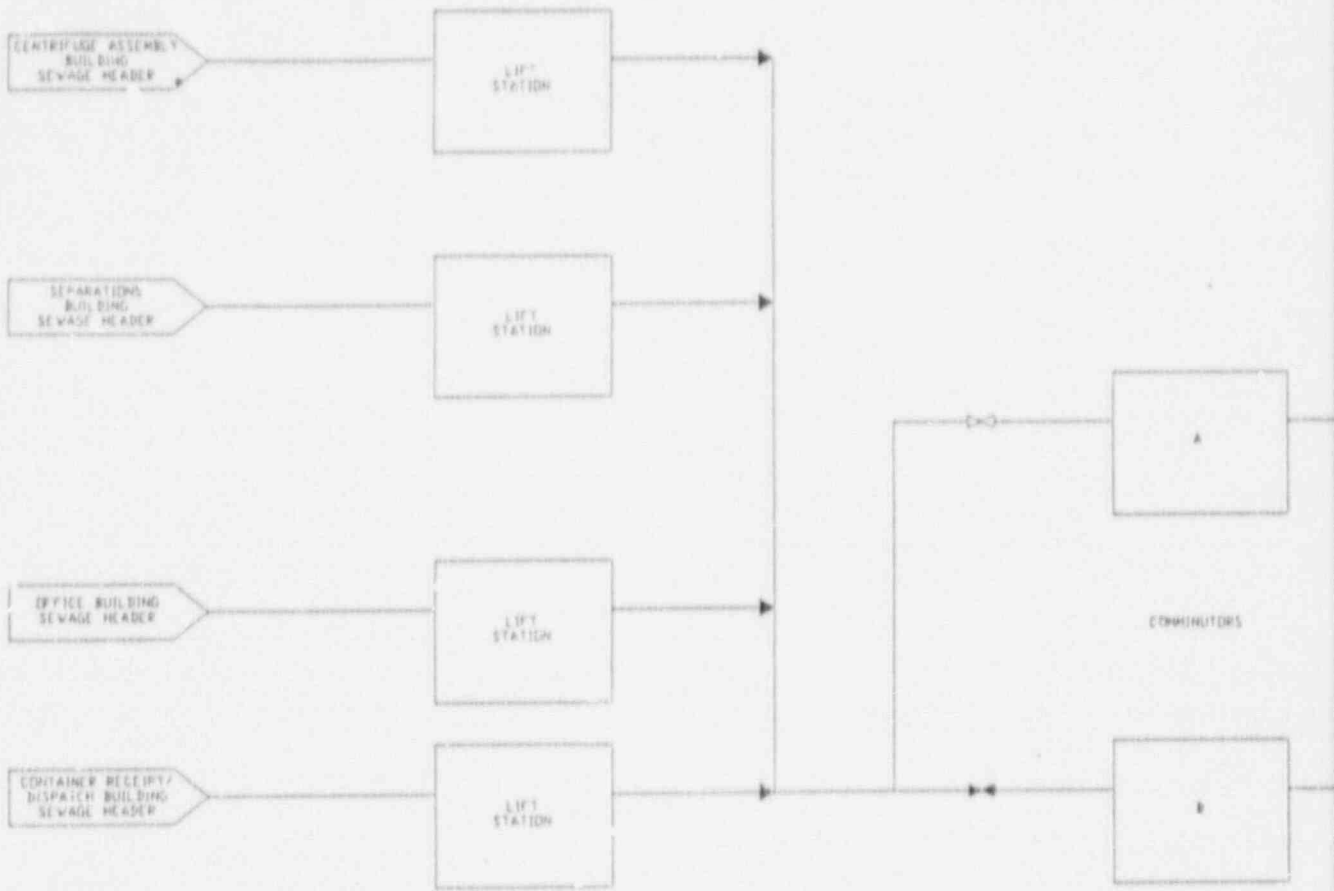 CENTRIFUGE ASSEMBLY
BUILDING
SEWAGE HEADER
LIFT
STATION
SEPARATIONS
BUILDING
SEWAGE HEADER
LIFT
STATION
A
OFFICE BUILDING
SEWAGE HEADER
LIFT
STATION
COMMINUTORS
CONTAINER RECEIPT/
DISPATCH BUILDING
SEWAGE HEADER
LIFT
STATION
B